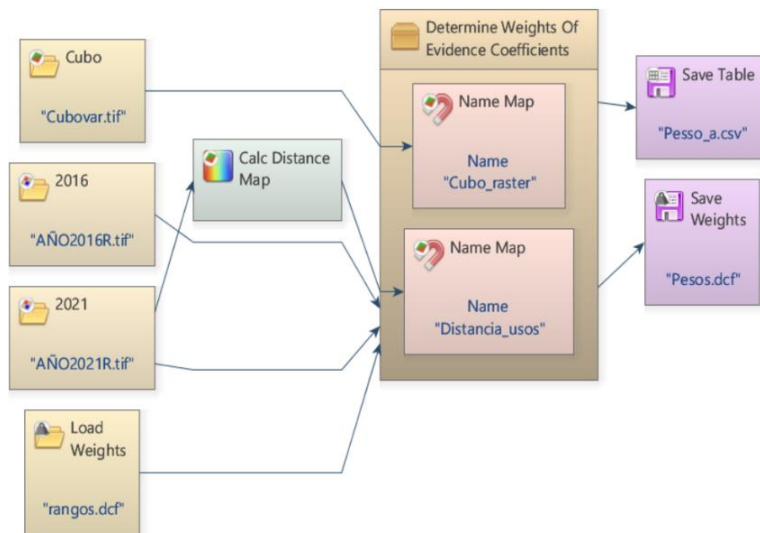 Cubo
"Cubovar.tif"
2016
"AÑO2016R.tif"
2021
"AÑO2021R.tif"
Load
Weights
"rangos.dcf"
Calc Distance
Map
Determine Weights Of
Evidence Coefficients
Name Map
Name
"Cubo_raster"
Name Map
Name
"Distancia_usos"
Save Table
"Pesso_a.csv"
Save
Weights
"Pesos.dcf"